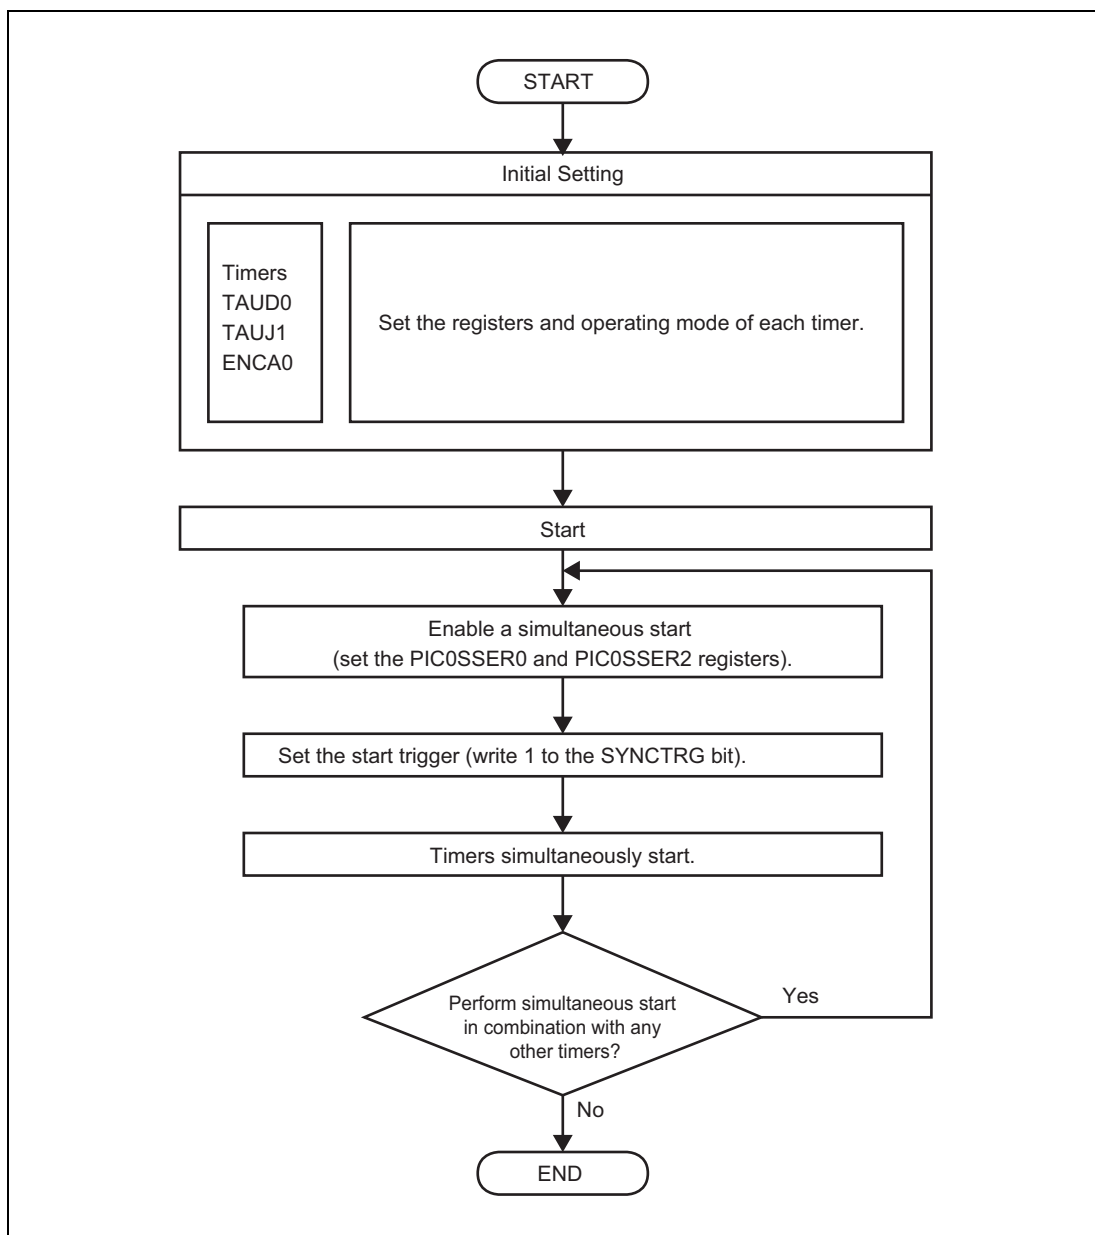 START
Initial Setting
Timers
TAUD0
TAUJ1
ENCA0
Set the registers and operating mode of each timer.
Start
Enable a simultaneous start
(set the PIC0SSER0 and PIC0SSER2 registers).
Set the start trigger (write 1 to the SYNCTRG bit).
Timers simultaneously start.
Perform simultaneous start
in combination with any
other timers?
Yes
No
END